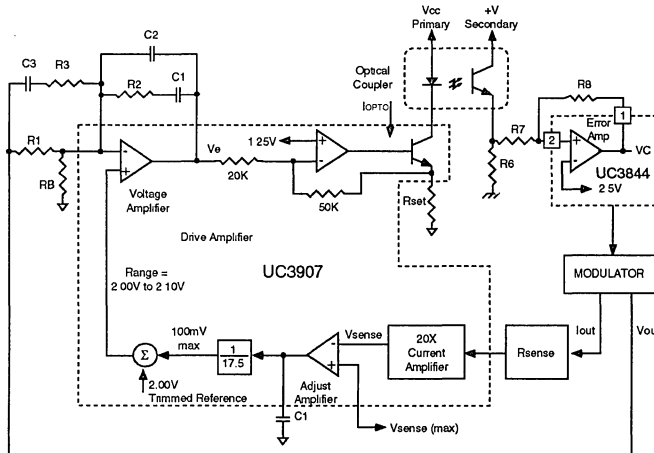 Vcc
Primary
+V
Secondary
C3
R3
C2
R2
C1
Optical
Coupler
IOPTO
R8
R1
RB
Ve
1 25V
20K
50K
Rset
R7
R6
2
Error
Amp
1
VC
UC3844
2 5V
Voltage
Amplifier
Drive Amplifier
UC3907
Range =
2 00V to 2 10V
MODULATOR
100mV
max
Σ
1
17.5
2.00V
Trimmed Reference
Adjust
Amplifier
C1
Vsense
20X
Current
Amplifier
Rsense
Iout
Vou
Vsense (max)